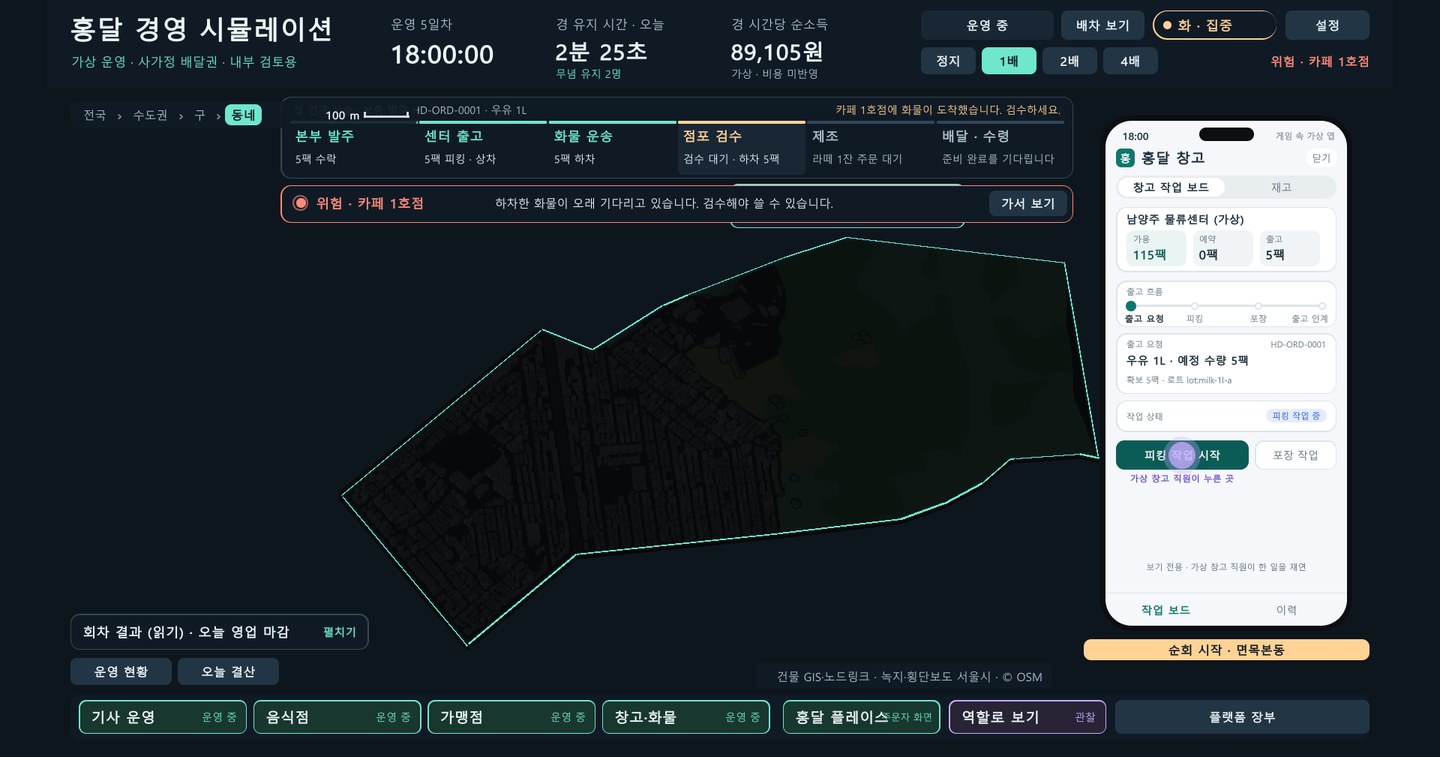 홍달 경영 시뮬레이션
가상 운영 · 사가정 배달권 · 내부 검토용
운영 5일차
18:00:00
경 유지 시간 · 오늘
2분 25초
무념 유지 2명
경 시간당 순소득
89,105원
가상 · 비용 미반영
운영 중
배차 보기
화 · 집중
설정
정지
1배
2배
4배
위험 · 카페 1호점
전국 › 수도권 › 구 › 동네
100 m
HD-ORD-0001 · 우유 1L
카페 1호점에 화물이 도착했습니다. 검수하세요.
본부 발주
5팩 수락
센터 출고
5팩 피킹 · 상차
화물 운송
5팩 하차
점포 검수
검수 대기 · 하차 5팩
제조
라떼 1잔 주문 대기
배달 · 수령
준비 완료를 기다립니다
위험 · 카페 1호점
하차한 화물이 오래 기다리고 있습니다. 검수해야 쓸 수 있습니다.
가서 보기
18:00
게임 속 가상 앱
홍 홍달 창고
닫기
창고 작업 보드
재고
남양주 물류센터 (가상)
가용
115팩
예약
0팩
출고
5팩
출고 흐름
출고 요청
피킹
포장
출고 인계
출고 요청
HD-ORD-0001
우유 1L · 예정 수량 5팩
확보 5팩 · 로트 lot:milk-1l-a
작업 상태
피킹 작업 중
피킹 작업 시작
포장 작업
가상 창고 직원이 누른 곳
보기 전용 · 가상 창고 직원이 한 일을 재연
작업 보드
이력
순회 시작 · 면목본동
회차 결과 (읽기) · 오늘 영업 마감
펼치기
운영 현황
오늘 결산
건물 GIS·노드링크 · 녹지·횡단보도 서울시 · © OSM
기사 운영
운영 중
음식점
운영 중
가맹점
운영 중
창고·화물
운영 중
홍달 플레이스
주문자 화면
역할로 보기
관찰
플랫폼 장부